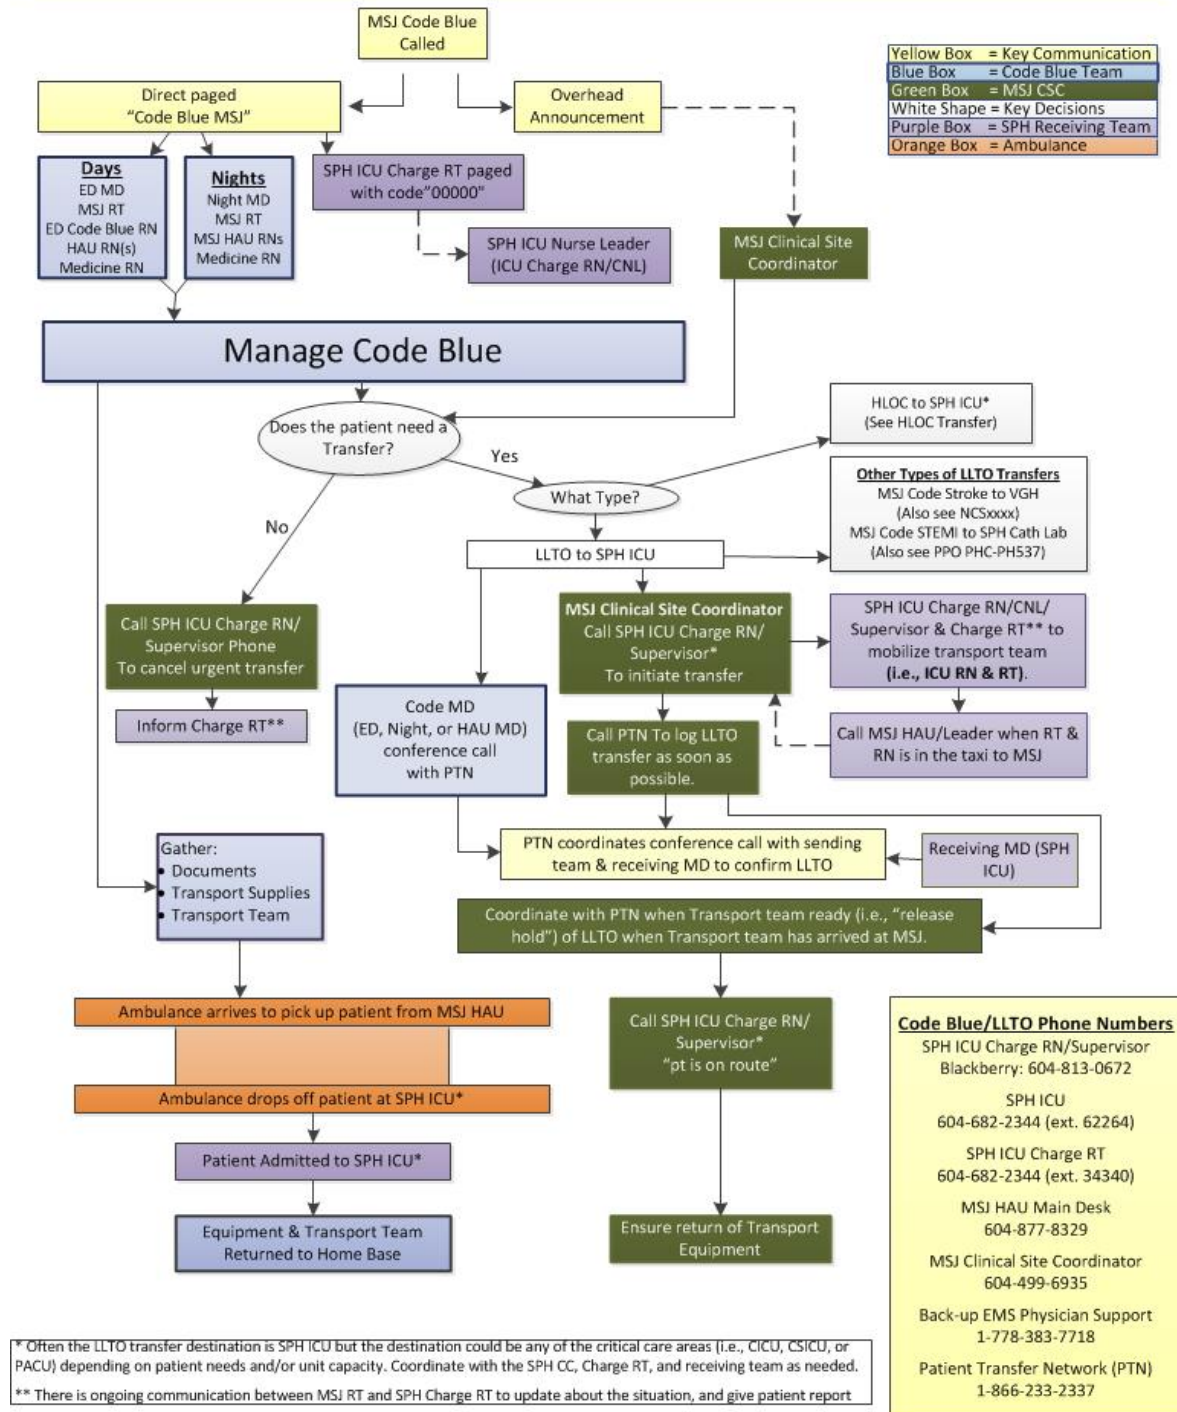 MSJ Code Blue
Called
Yellow Box = Key Communication
Blue Box = Code Blue Team
Green Box = MSJ CSC
White Shape = Key Decisions
Purple Box = SPH Receiving Team
Orange Box = Ambulance
Direct paged
“Code Blue MSJ”
Overhead
Announcement
Days
ED MD
MSJ RT
ED Code Blue RN
HAU RN(s)
Medicine RN
Nights
Night MD
MSJ RT
MSJ HAU RNs
Medicine RN
SPH ICU Charge RT paged
with code”00000”
SPH ICU Nurse Leader
(ICU Charge RN/CNL)
MSJ Clinical Site
Coordinator
Manage Code Blue
Does the patient need a
Transfer?
Yes
No
What Type?
HLOC to SPH ICU*
(See HLOC Transfer)
Other Types of LLTO Transfers
MSJ Code Stroke to VGH
(Also see NCSxxxx)
MSJ Code STEMI to SPH Cath Lab
(Also see PPO PHC-PH537)
LLTO to SPH ICU
Call SPH ICU Charge RN/
Supervisor Phone
To cancel urgent transfer
Inform Charge RT**
MSJ Clinical Site Coordinator
Call SPH ICU Charge RN/
Supervisor*
To initiate transfer
SPH ICU Charge RN/CNL/
Supervisor & Charge RT** to
mobilize transport team
(i.e., ICU RN & RT).
Code MD
(ED, Night, or HAU MD)
conference call
with PTN
Call PTN To log LLTO
transfer as soon as
possible.
Call MSJ HAU/Leader when RT &
RN is in the taxi to MSJ
PTN coordinates conference call with sending
team & receiving MD to confirm LLTO
Receiving MD (SPH
ICU)
Gather:
• Documents
• Transport Supplies
• Transport Team
Coordinate with PTN when Transport team ready (i.e., “release
hold”) of LLTO when Transport team has arrived at MSJ.
Ambulance arrives to pick up patient from MSJ HAU
Ambulance drops off patient at SPH ICU*
Patient Admitted to SPH ICU*
Equipment & Transport Team
Returned to Home Base
Call SPH ICU Charge RN/
Supervisor*
“pt is on route”
Ensure return of Transport
Equipment
Code Blue/LLTO Phone Numbers
SPH ICU Charge RN/Supervisor
Blackberry: 604-813-0672
SPH ICU
604-682-2344 (ext. 62264)
SPH ICU Charge RT
604-682-2344 (ext. 34340)
MSJ HAU Main Desk
604-877-8329
MSJ Clinical Site Coordinator
604-499-6935
Back-up EMS Physician Support
1-778-383-7718
Patient Transfer Network (PTN)
1-866-233-2337
* Often the LLTO transfer destination is SPH ICU but the destination could be any of the critical care areas (i.e., CICU, CSICU, or
PACU) depending on patient needs and/or unit capacity. Coordinate with the SPH CC, Charge RT, and receiving team as needed.
** There is ongoing communication between MSJ RT and SPH Charge RT to update about the situation, and give patient report